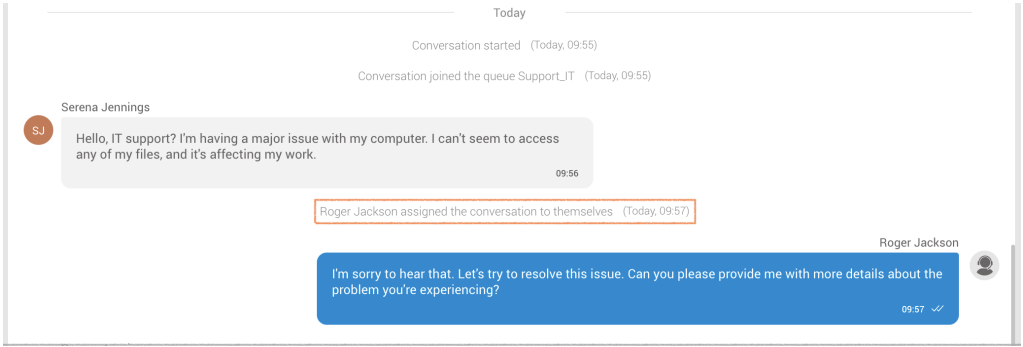 Today
Conversation started (Today, 09:55)
Conversation joined the queue Support_IT (Today, 09:55)
Serena Jennings
SJ
Hello, IT support? I'm having a major issue with my computer. I can't seem to access
any of my files, and it's affecting my work.
09:56
Roger Jackson assigned the conversation to themselves (Today, 09:57)
Roger Jackson
I'm sorry to hear that. Let's try to resolve this issue. Can you please provide me with more details about the
problem you're experiencing?
09:57